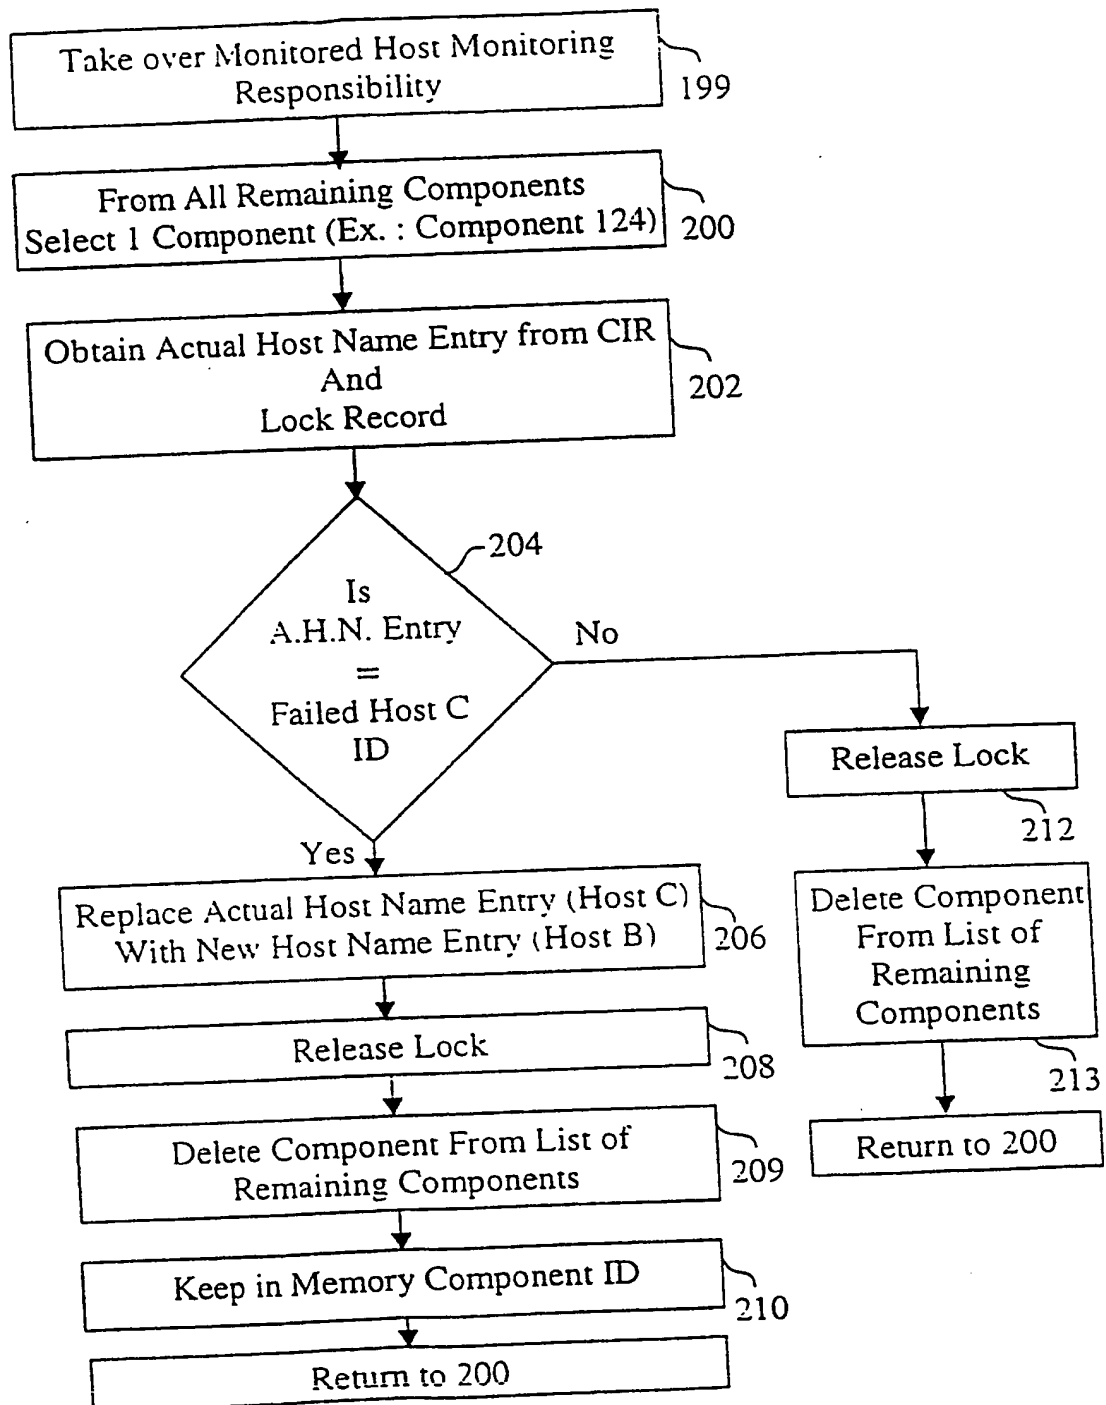 Take over Monitored Host Monitoring
Responsibility
199
From All Remaining Components
Select 1 Component (Ex. : Component 124)
200
Obtain Actual Host Name Entry from CIR
And
Lock Record
202
204
Is
A.H.N. Entry
=
Failed Host C
ID
No
Release Lock
212
Delete Component
From List of
Remaining
Components
213
Return to 200
Yes
Replace Actual Host Name Entry (Host C)
With New Host Name Entry (Host B)
206
Release Lock
208
Delete Component From List of
Remaining Components
209
Keep in Memory Component ID
210
Return to 200